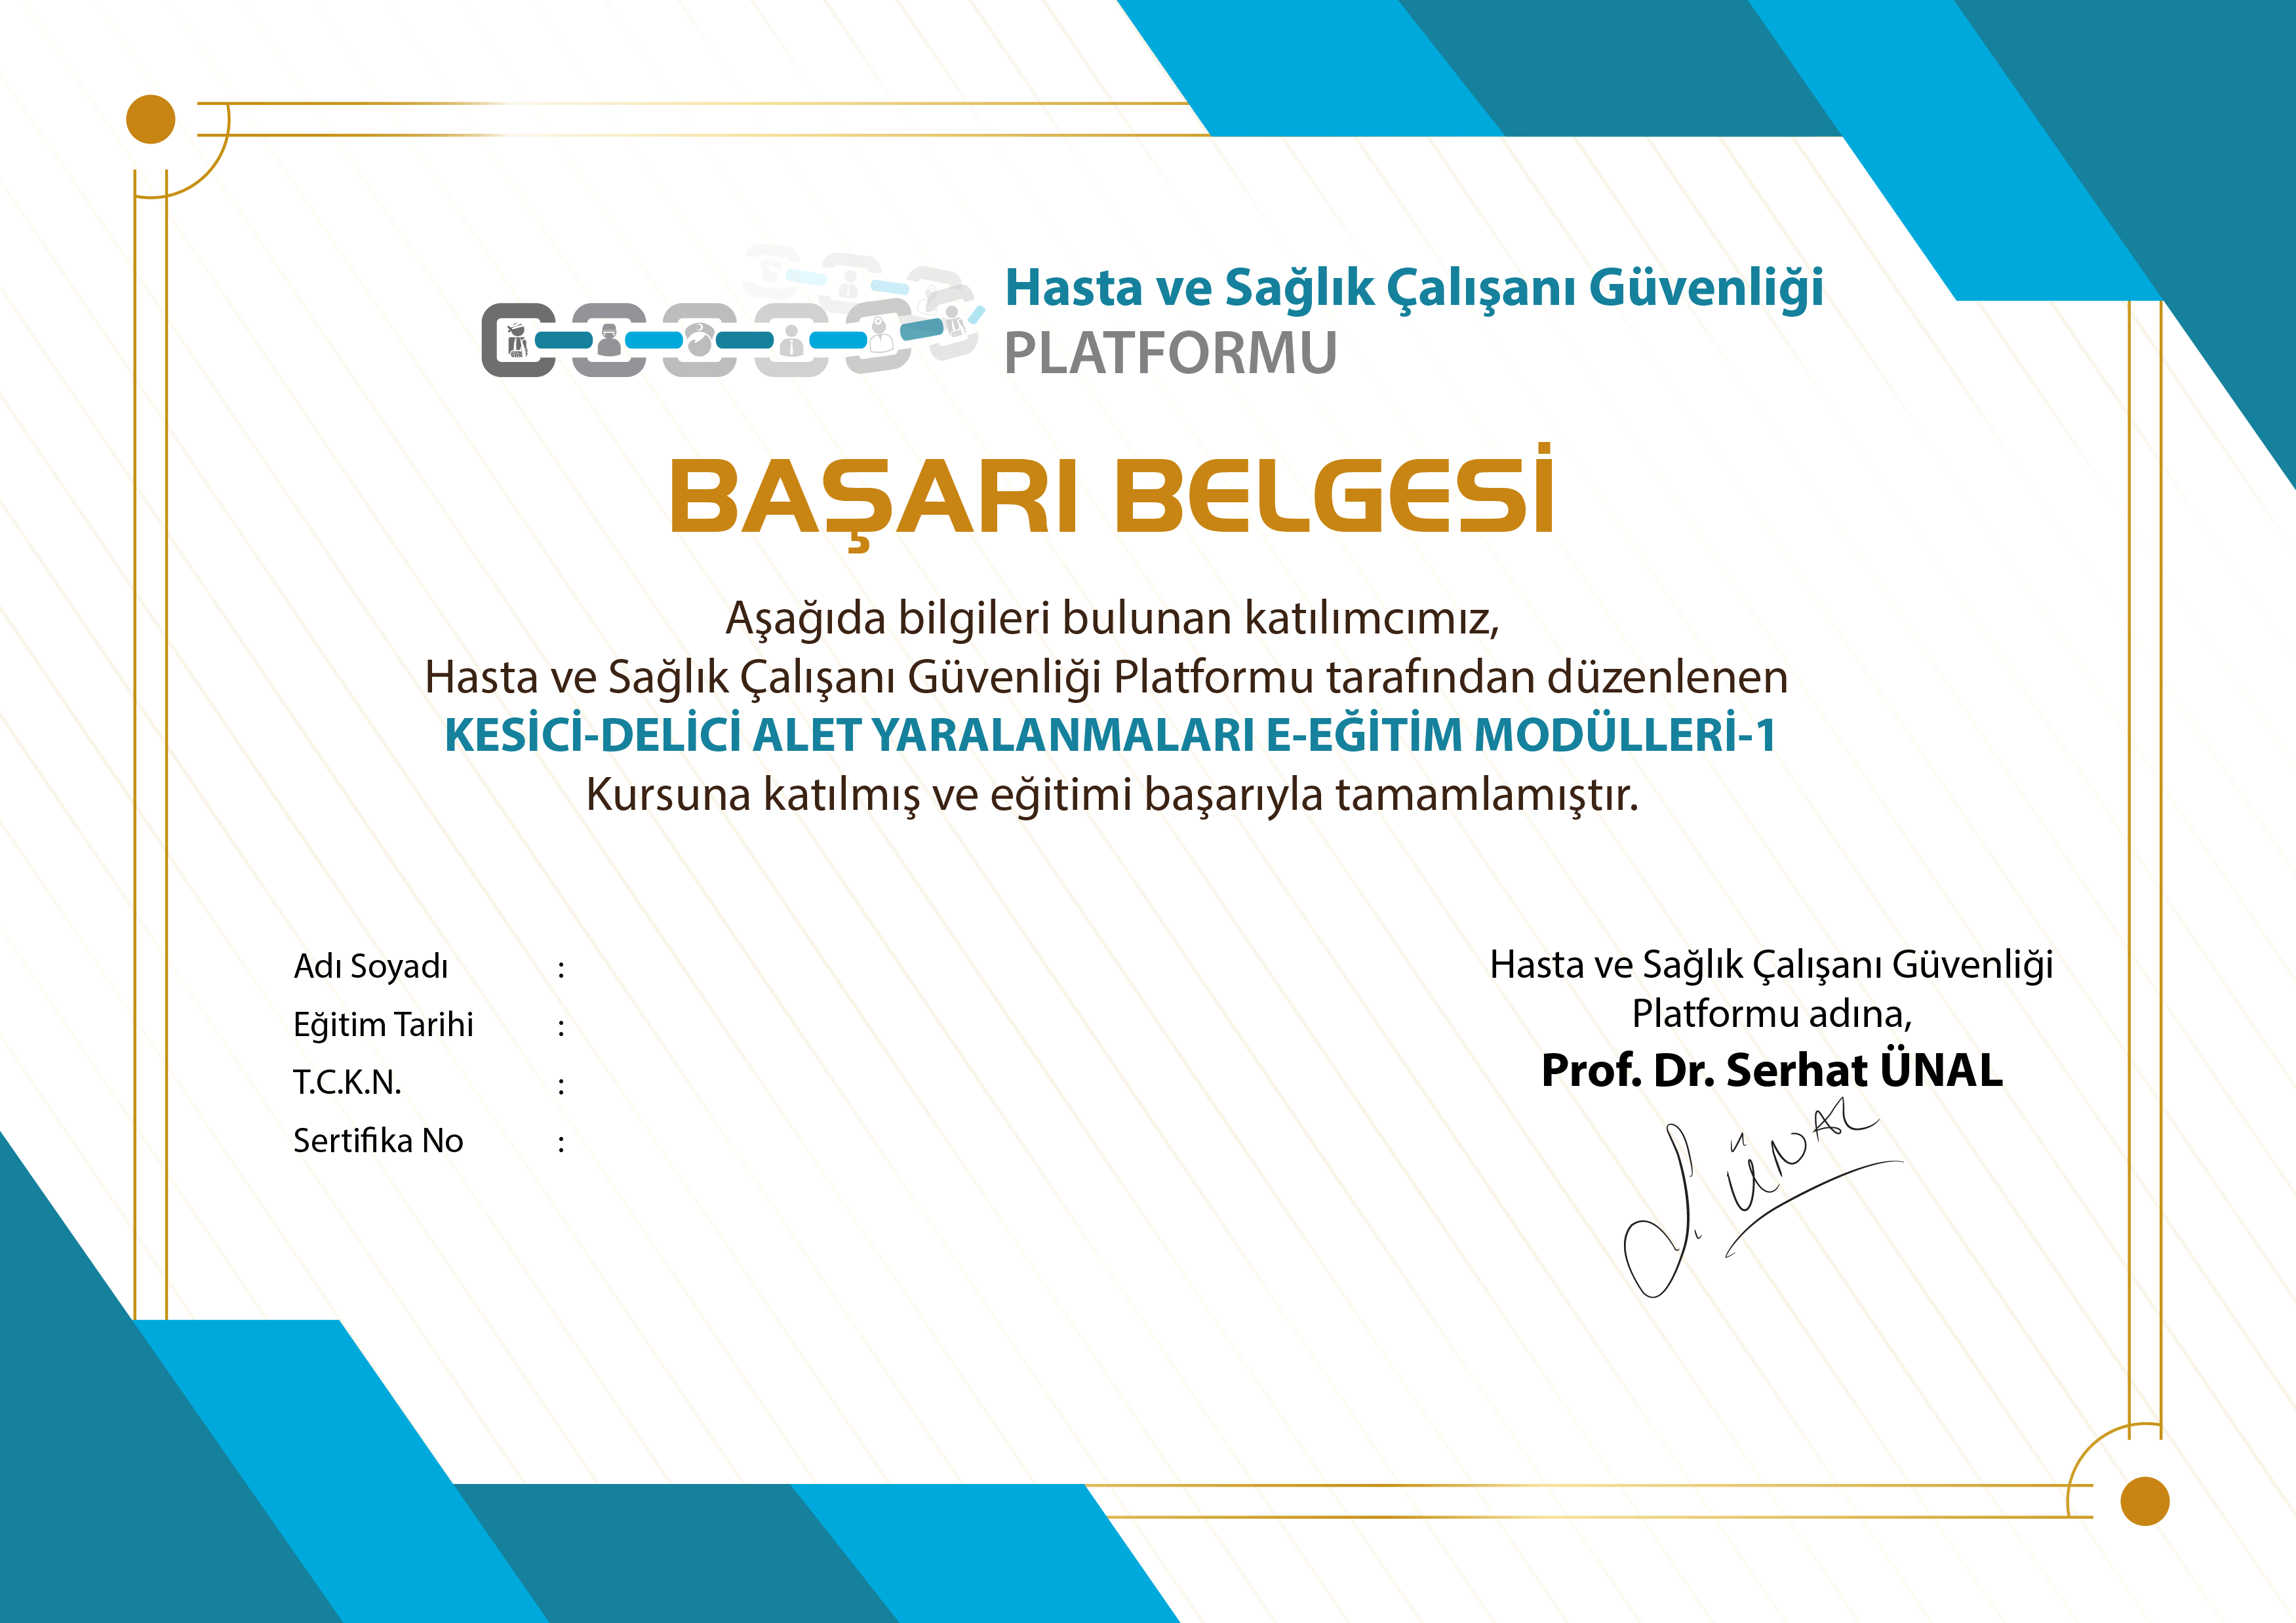 Hasta ve Sağlık Çalışanı Güvenliği
PLATFORMU
BAŞARI BELGESİ
Aşağıda bilgileri bulunan katılımcımız,
Hasta ve Sağlık Çalışanı Güvenliği Platformu tarafından düzenlenen
KESİCİ-DELİCİ ALET YARALANMALARI E-EĞİTİM MODÜLLERİ-1
Kursuna katılmış ve eğitimi başarıyla tamamlamıştır.
Adı Soyadı :
Eğitim Tarihi :
T.C.K.N. :
Sertifika No :
Hasta ve Sağlık Çalışanı Güvenliği
Platformu adına,
Prof. Dr. Serhat ÜNAL
S. ÜNAL